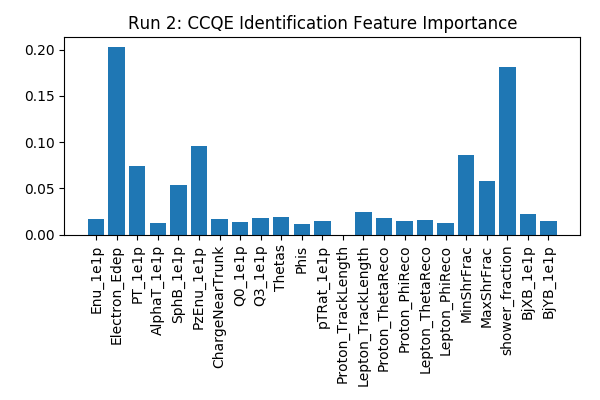 Run 2: CCQE Identification Feature Importance
0.20
0.15
0.10
0.05
0.00
Enu_1e1p
Electron_Edep
PT_1e1p
AlphaT_1e1p
SphB_1e1p
PzEnu_1e1p
ChargeNearTrunk
Q0_1e1p
Q3_1e1p
Thetas
Phis
pTRat_1e1p
Proton_TrackLength
Lepton_TrackLength
Proton_ThetaReco
Proton_PhiReco
Lepton_ThetaReco
Lepton_PhiReco
MinShrFrac
MaxShrFrac
shower_fraction
BjXB_1e1p
BjYB_1e1p